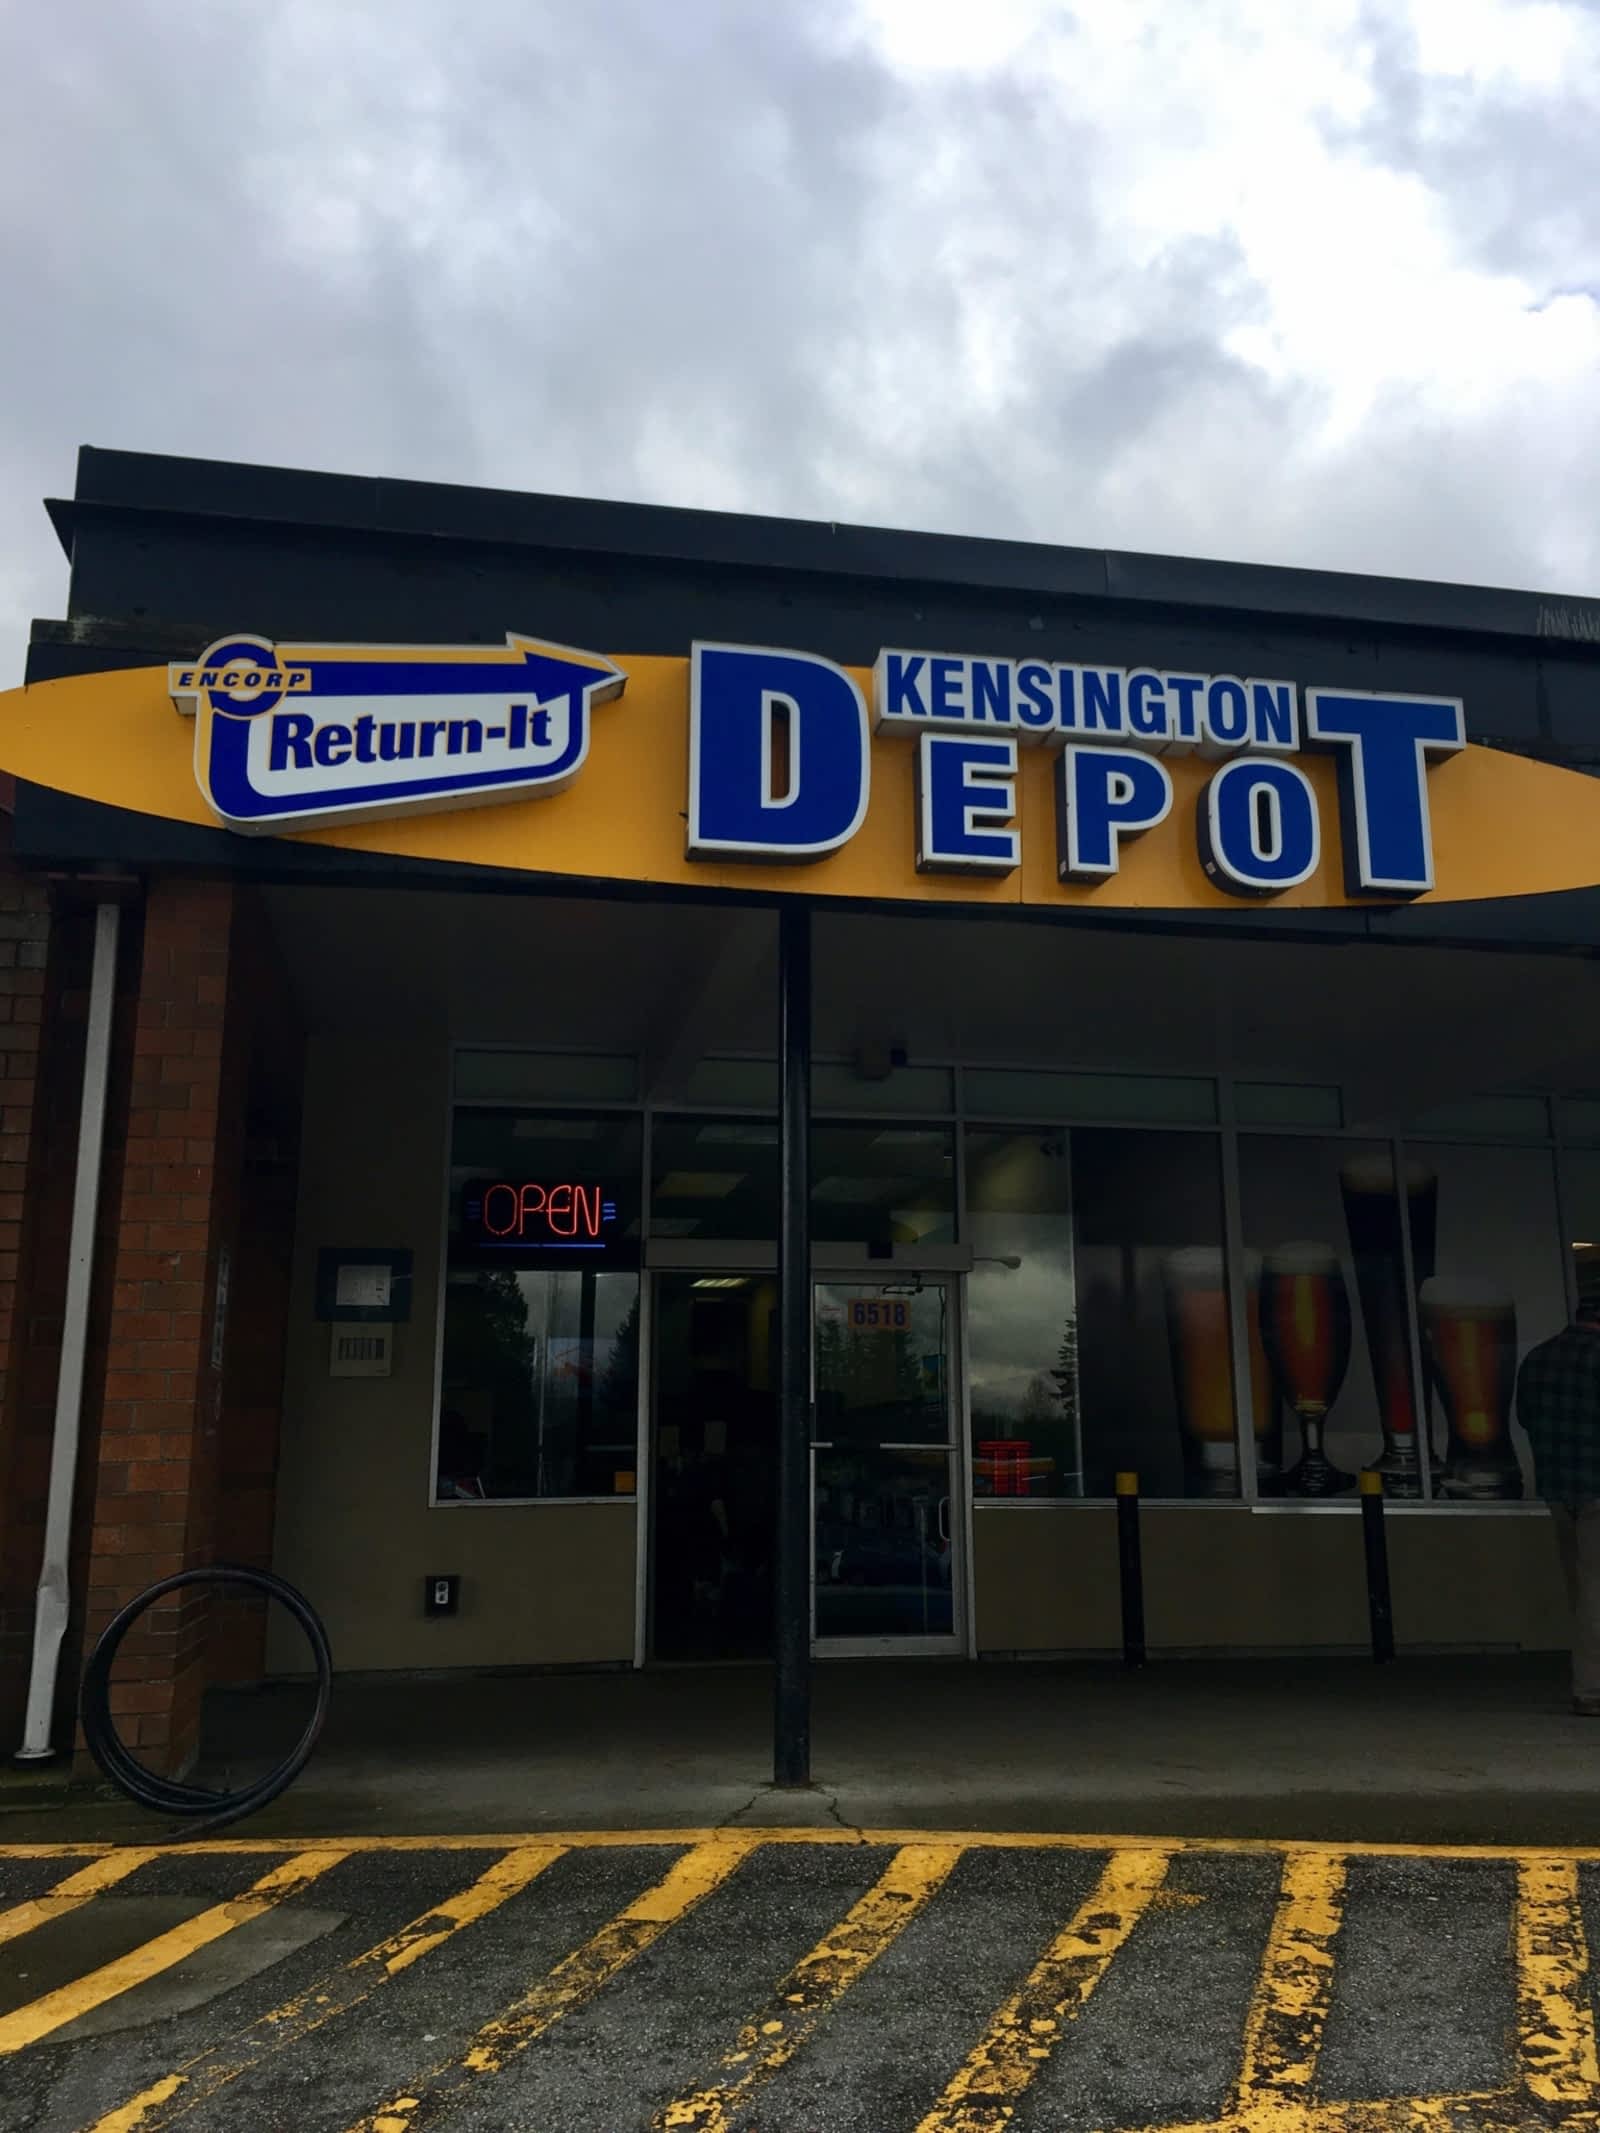 ENCORP
Return-It
KENSINGTON
DEPOT
OPEN
6518